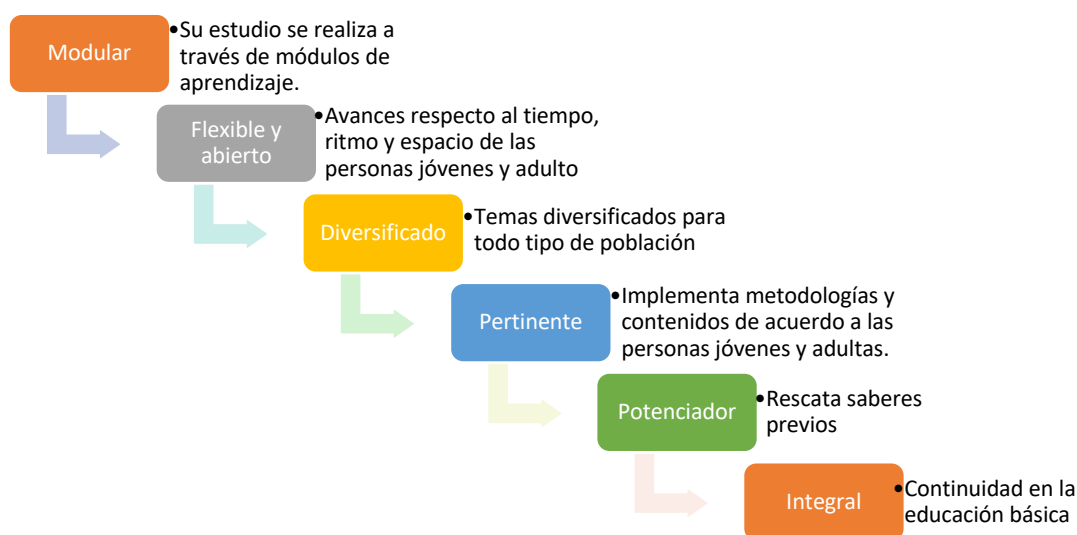 Modular
•Su estudio se realiza a
través de módulos de
aprendizaje.
Flexible y
abierto
•Avances respecto al tiempo,
ritmo y espacio de las
personas jóvenes y adulto
Diversificado
•Temas diversificados para
todo tipo de población
Pertinente
•Implementa metodologías y
contenidos de acuerdo a las
personas jóvenes y adultas.
Potenciador
•Rescata saberes
previos
Integral
•Continuidad en la
educación básica